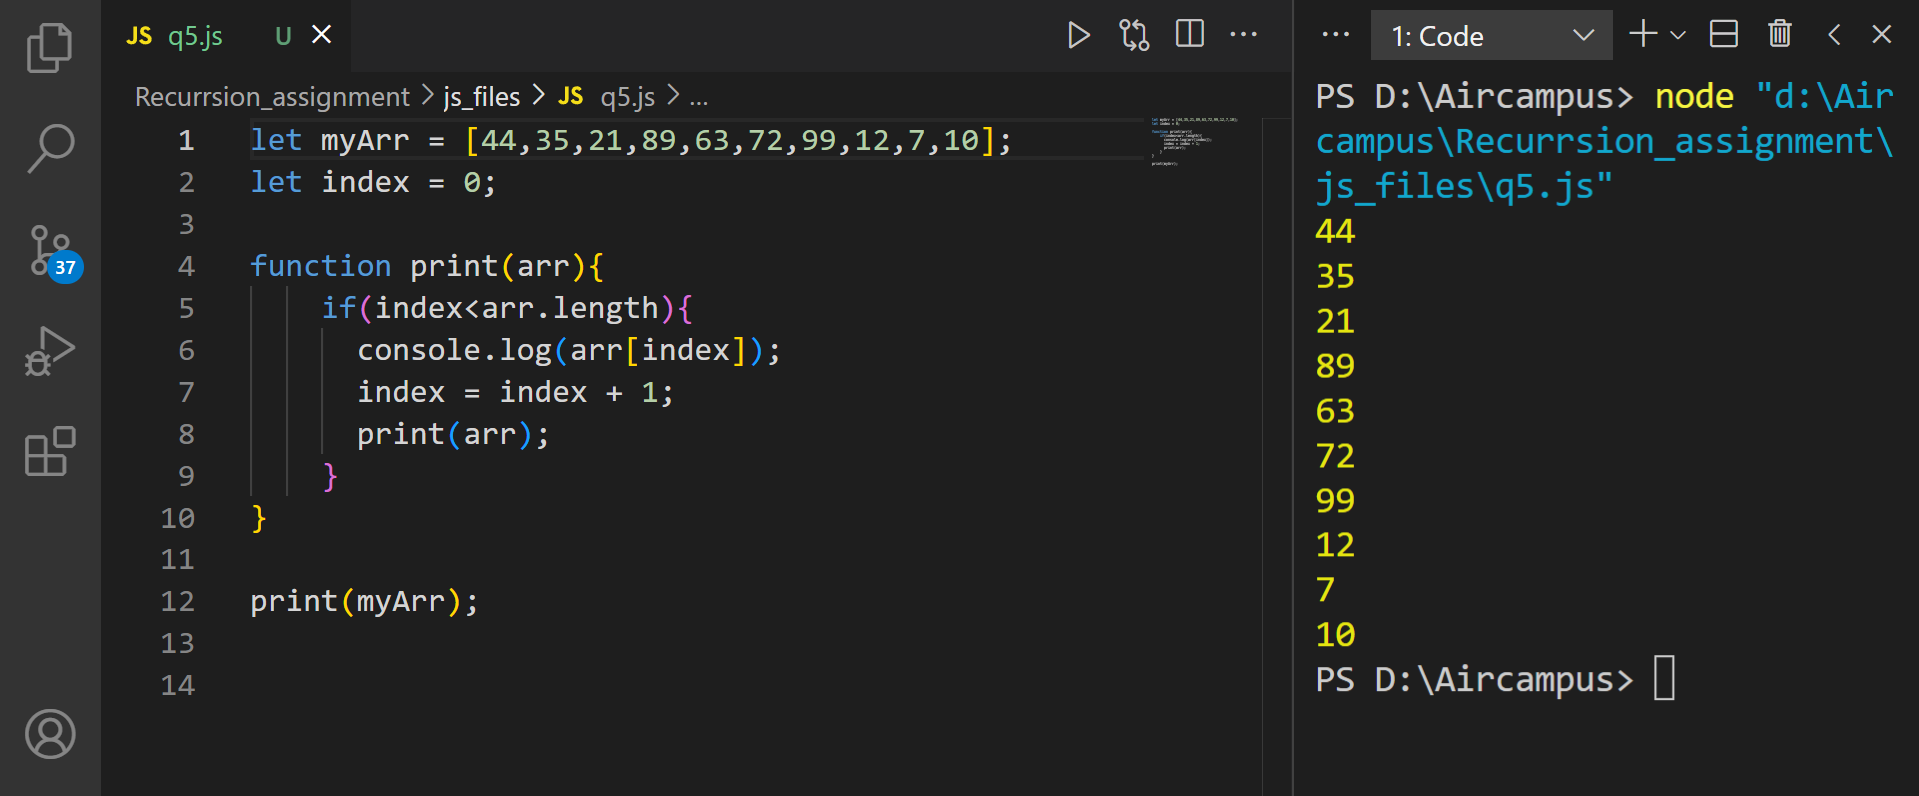 JS q5.js U
Recurrsion_assignment > js_files > JS q5.js > ...
1 let myArr = [44,35,21,89,63,72,99,12,7,10];
2 let index = 0;
3
4 function print(arr){
5 if(index<arr.length){
6 console.log(arr[index]);
7 index = index + 1;
8 print(arr);
9 }
10 }
11
12 print(myArr);
13
14
37
1: Code
PS D:\Aircampus> node "d:\Air
campus\Recurrsion_assignment\
js_files\q5.js"
44
35
21
89
63
72
99
12
7
10
PS D:\Aircampus>